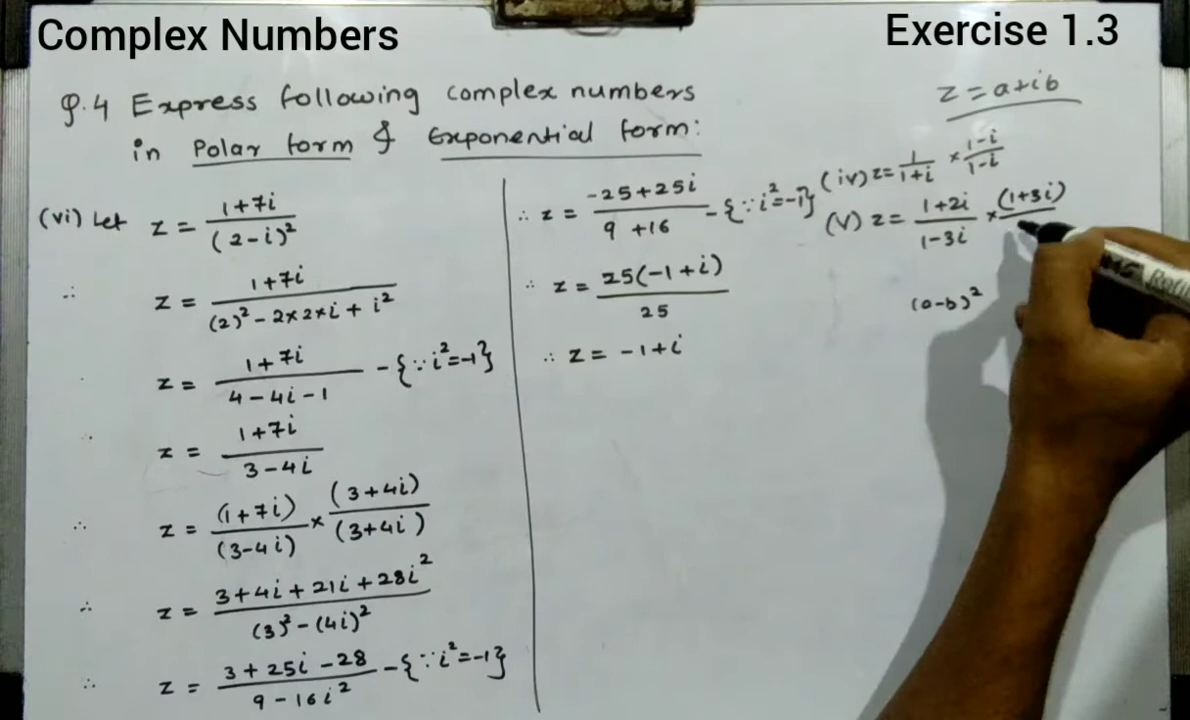 Complex Numbers
Exercise 1.3
Q.4 Express following complex numbers
in Polar form & Exponential form:
(vi) Let z = (1+7i)/(2-i)²
∴ z = (1+7i)/((2)² - 2×2×i + i²)
z = (1+7i)/(4-4i-1) - {∵ i²=-1}
∴ z = (1+7i)/(3-4i)
∴ z = (1+7i)/(3-4i) × (3+4i)/(3+4i)
∴ z = (3+4i+21i+28i²)/((3)²-(4i)²)
∴ z = (3+25i-28)/(9-16i²) - {∵ i²=-1}
∴ z = (-25+25i)/(9+16) - {∵ i²=-1}
∴ z = 25(-1+i)/25
∴ z = -1+i
z = a+ib
(iv) z = 1/(1+i) × (1-i)/(1-i)
(V) z = (1+2i)/(1-3i) × (1+3i)
(a-b)²